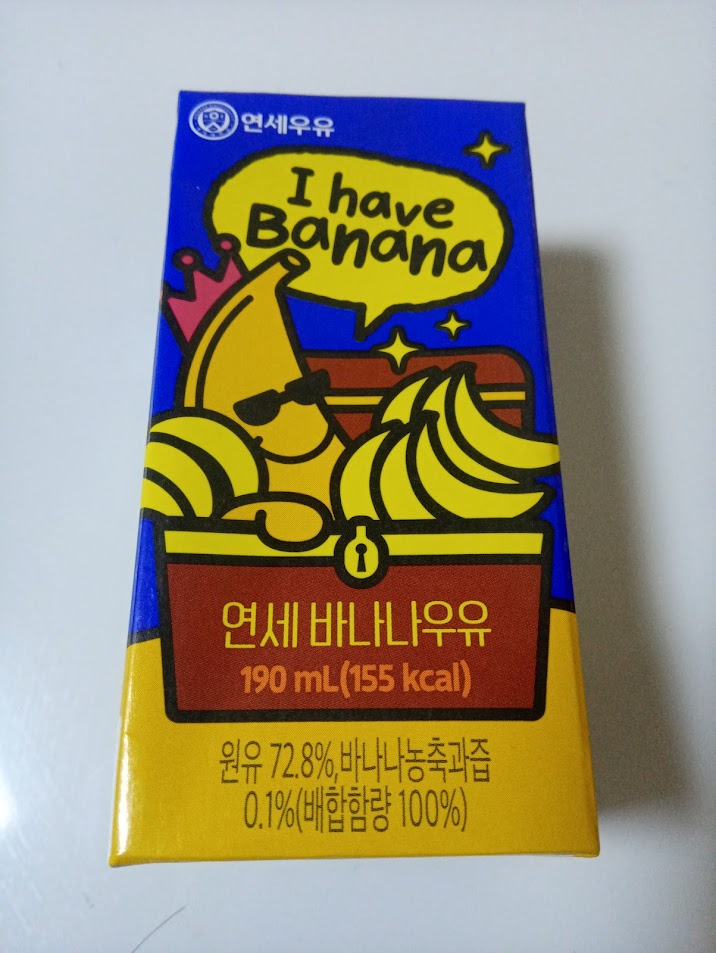 연세우유
I have
Banana
연세 바나나우유
190 mL(155 kcal)
원유 72.8%,바나나농축과즙
0.1%(배합함량 100%)